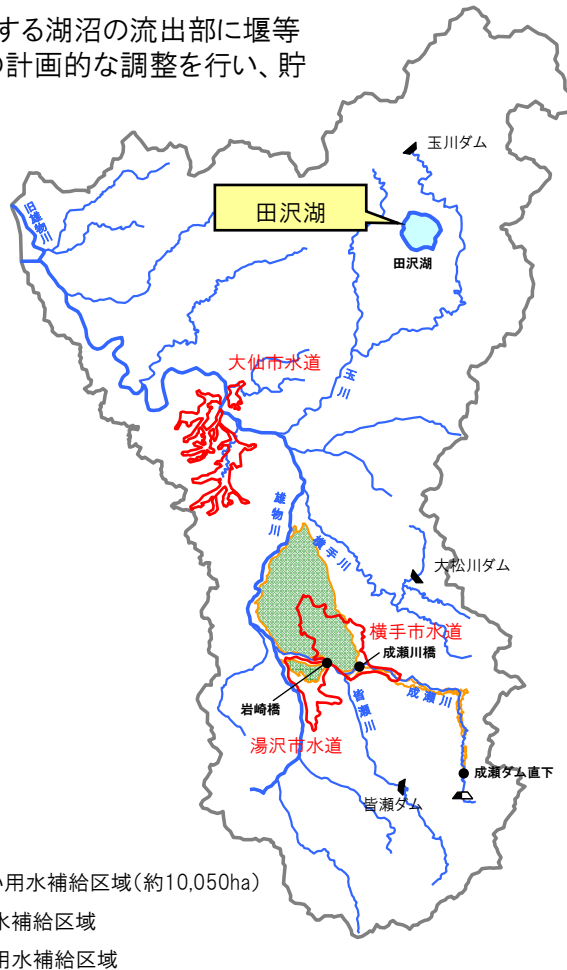 する湖沼の流出部に堰等
の計画的な調整を行い、貯
玉川ダム
田沢湖
田沢湖
旧雄物川
大仙市水道
玉川
雄物川
横手川
大松川ダム
横手市水道
成瀬川橋
岩崎橋
皆瀬川
成瀬川
湯沢市水道
成瀬ダム直下
皆瀬ダム
い用水補給区域(約10,050ha)
水補給区域
用水補給区域